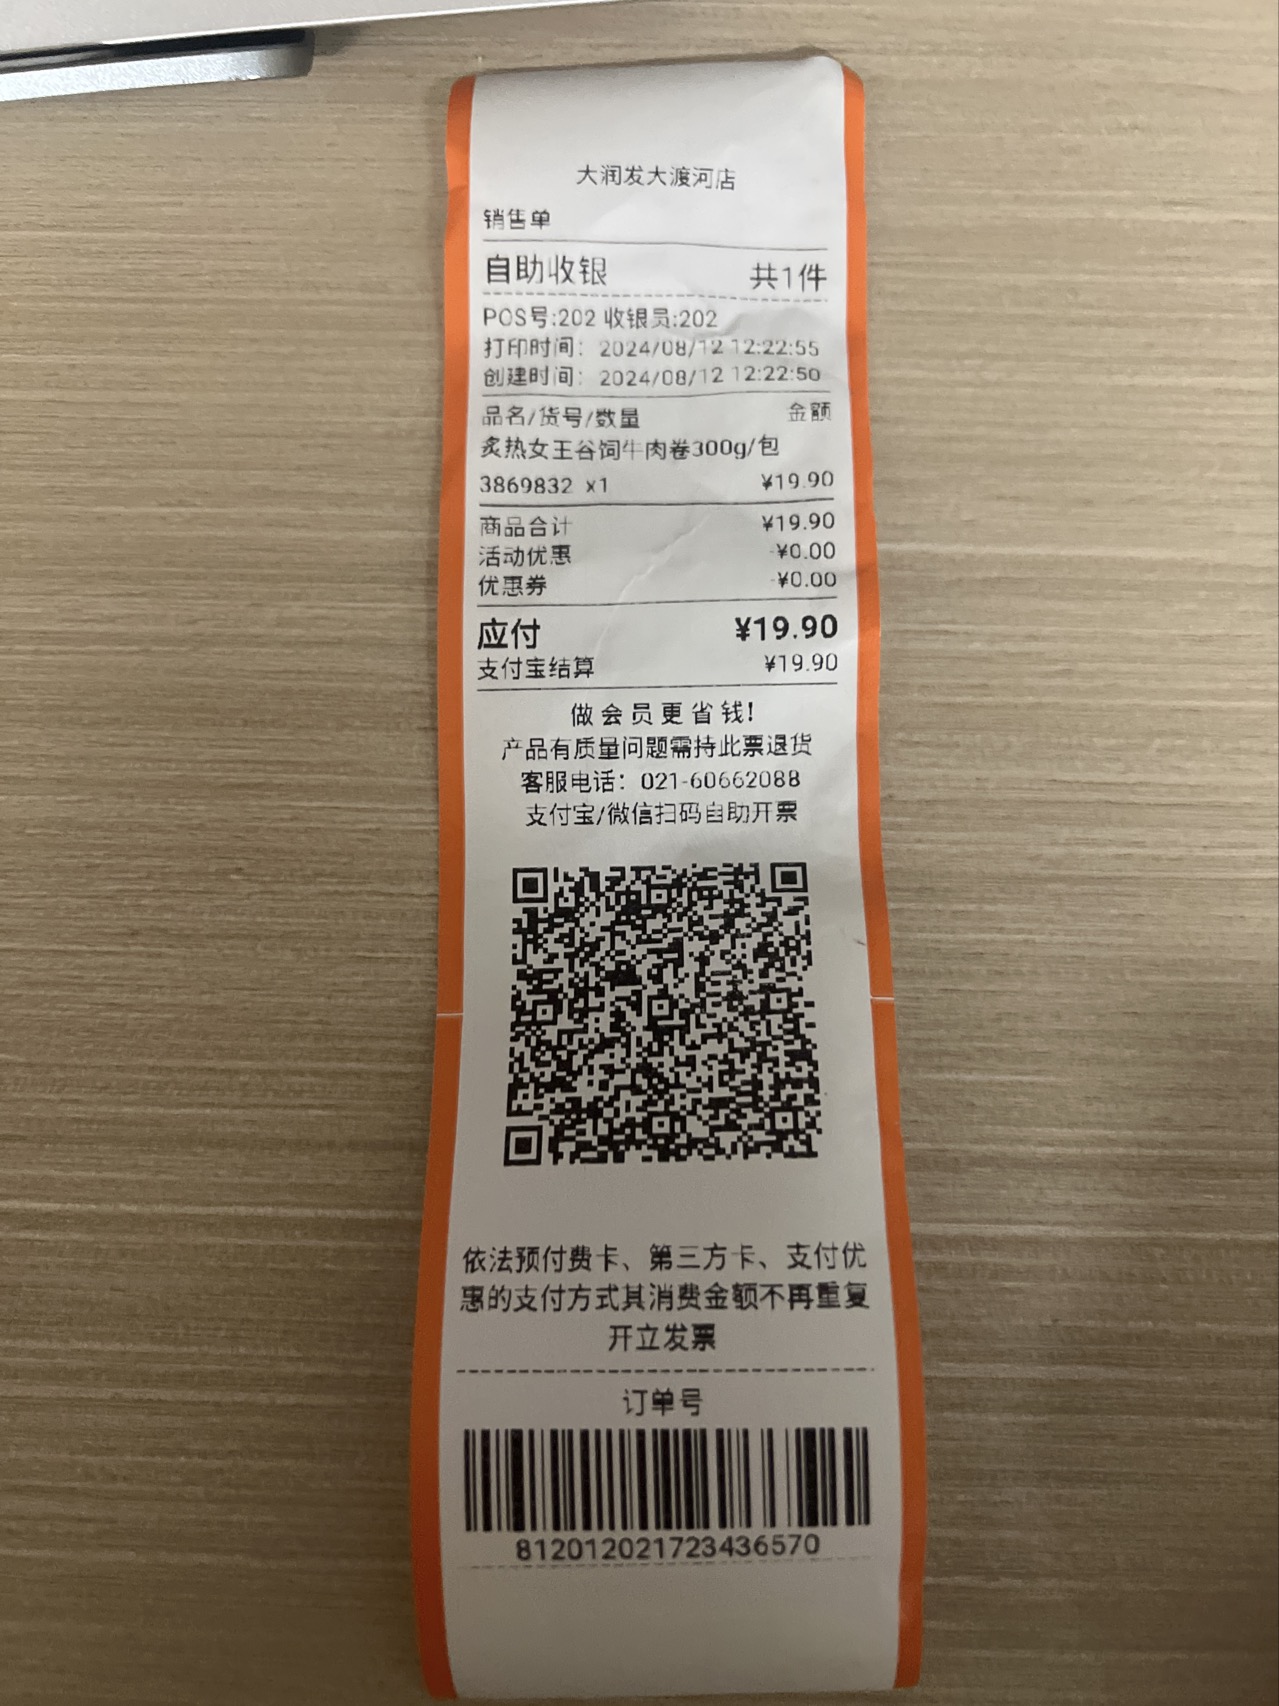 大润发大渡河店
销售单
自助收银 共1件
POS号:202 收银员:202
打印时间: 2024/08/12 12:22:55
创建时间: 2024/08/12 12:22:50
品名/货号/数量 金额
炙热女王谷饲牛肉卷300g/包
3869832 x1 ¥19.90
商品合计 ¥19.90
活动优惠 -¥0.00
优惠券 -¥0.00
应付 ¥19.90
支付宝结算 ¥19.90
做会员更省钱!
产品有质量问题需持此票退货
客服电话: 021-60662088
支付宝/微信扫码自助开票
依法预付费卡、第三方卡、支付优
惠的支付方式其消费金额不再重复
开立发票
订单号
812012021723436570